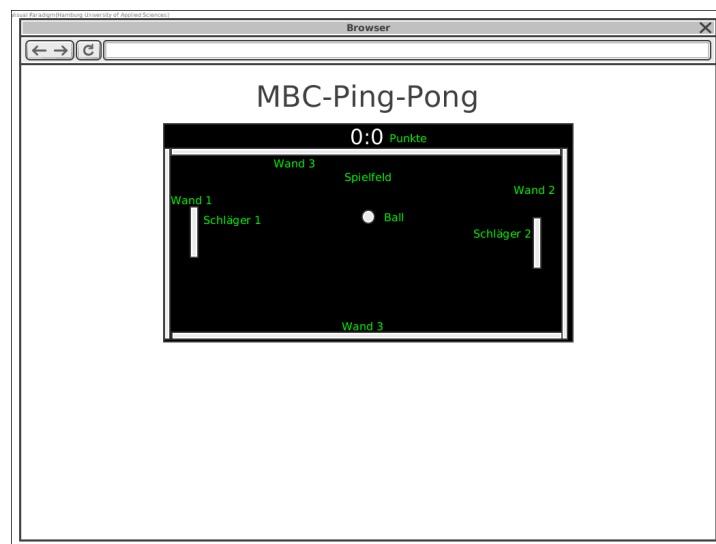 Visual Paradigm(Hamburg University of Applied Sciences)
Browser
MBC-Ping-Pong
0:0 Punkte
Wand 3
Spielfeld
Wand 2
Wand 1
Schläger 1
Ball
Schläger 2
Wand 3